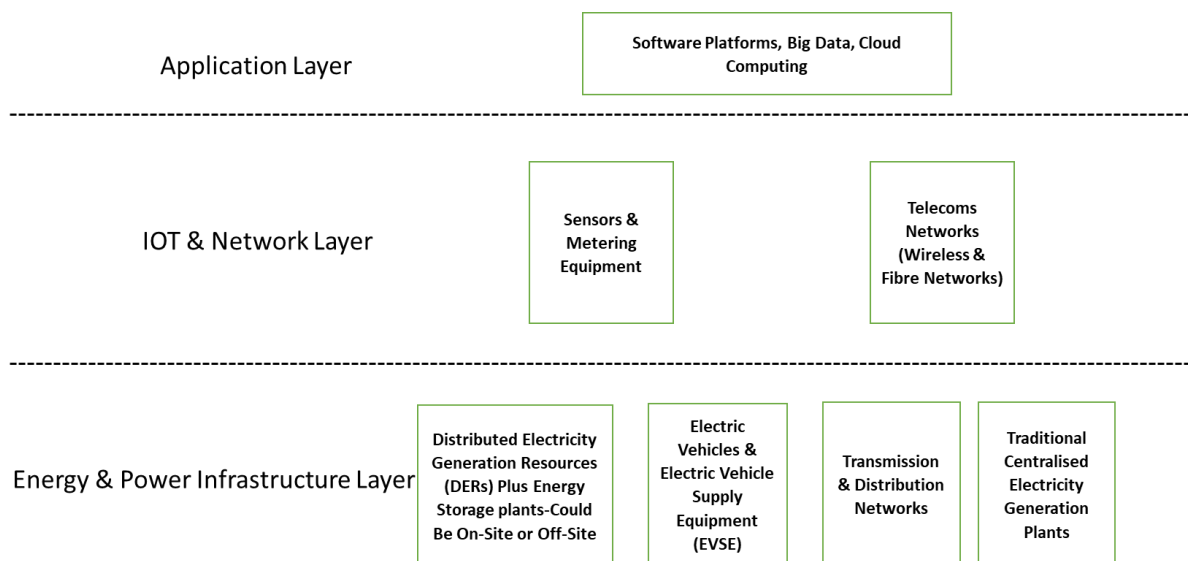 Application Layer
Software Platforms, Big Data, Cloud
Computing
IOT & Network Layer
Sensors &
Metering
Equipment
Telecoms
Networks
(Wireless &
Fibre Networks)
Energy & Power Infrastructure Layer
Distributed Electricity
Generation Resources
(DERs) Plus Energy
Storage plants-Could
Be On-Site or Off-Site
Electric
Vehicles &
Electric Vehicle
Supply
Equipment
(EVSE)
Transmission
& Distribution
Networks
Traditional
Centralised
Electricity
Generation
Plants